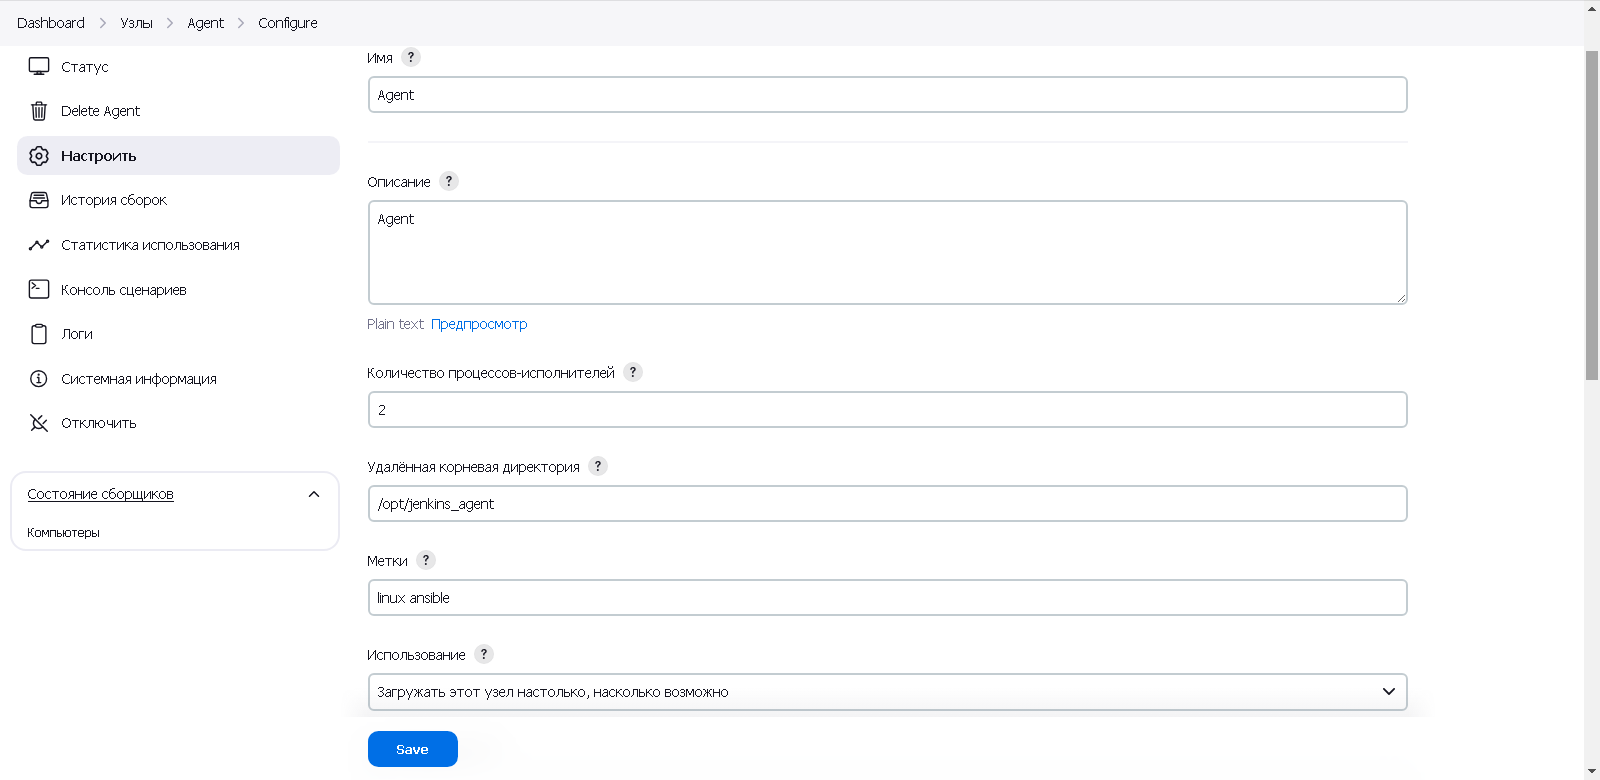 Dashboard > Узлы > Agent > Configure
Статус
Delete Agent
Настроить
История сборок
Статистика использования
Консоль сценариев
Логи
Системная информация
Отключить
Состояние сборщиков
Компьютеры
Имя ?
Agent
Описание ?
Agent
Plain text Предпросмотр
Количество процессов-исполнителей ?
2
Удалённая корневая директория ?
/opt/jenkins_agent
Метки ?
linux ansible
Использование ?
Загружать этот узел настолько, насколько возможно
Save